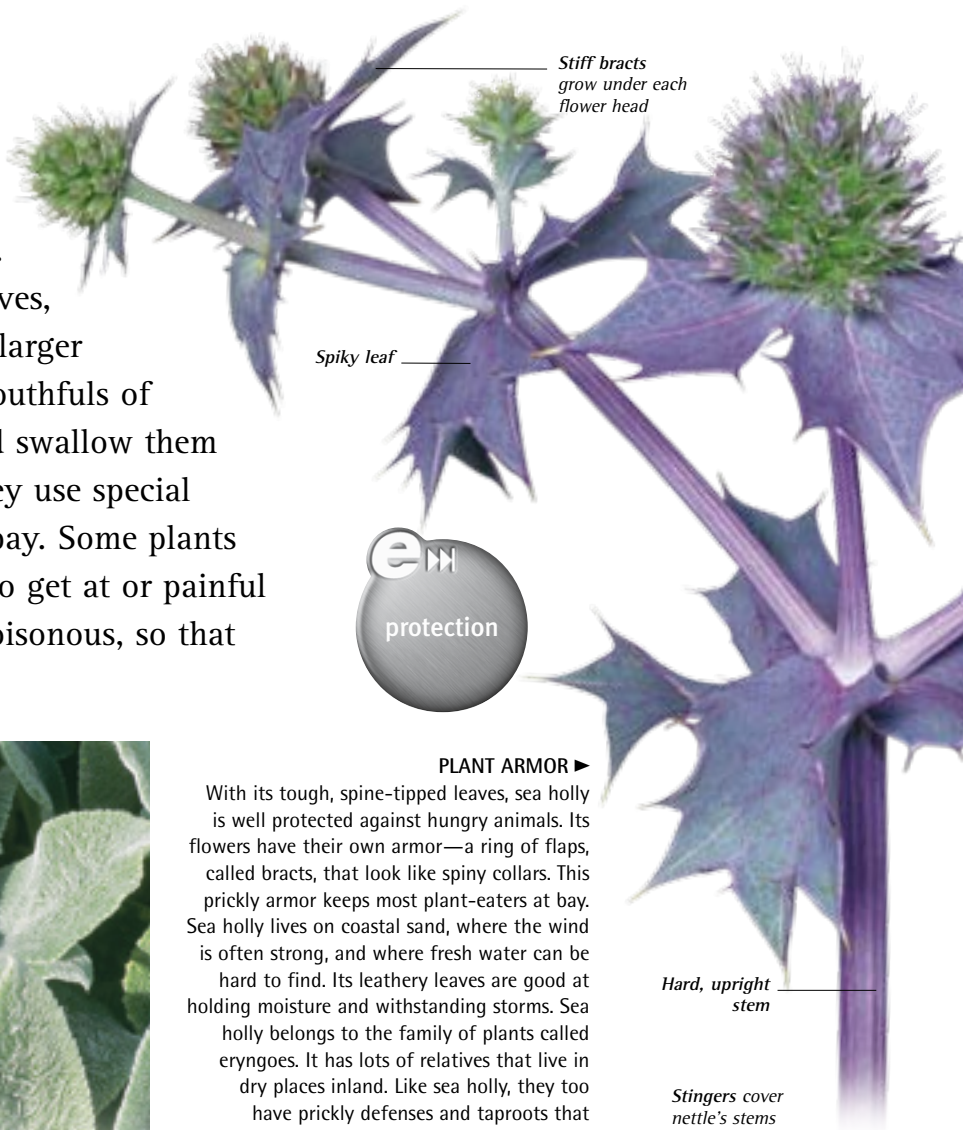 ves,
larger
outhfuls of
swallow them
ey use special
bay. Some plants
o get at or painful
oisonous, so that
Stiff bracts
grow under each
flower head
Spiky leaf
e
protection
PLANT ARMOR ►
With its tough, spine-tipped leaves, sea holly
is well protected against hungry animals. Its
flowers have their own armor—a ring of flaps,
called bracts, that look like spiny collars. This
prickly armor keeps most plant-eaters at bay.
Sea holly lives on coastal sand, where the wind
is often strong, and where fresh water can be
hard to find. Its leathery leaves are good at
holding moisture and withstanding storms. Sea
holly belongs to the family of plants called
eryngoes. It has lots of relatives that live in
dry places inland. Like sea holly, they too
have prickly defenses and taproots that
Hard, upright
stem
Stingers cover
nettle's stems